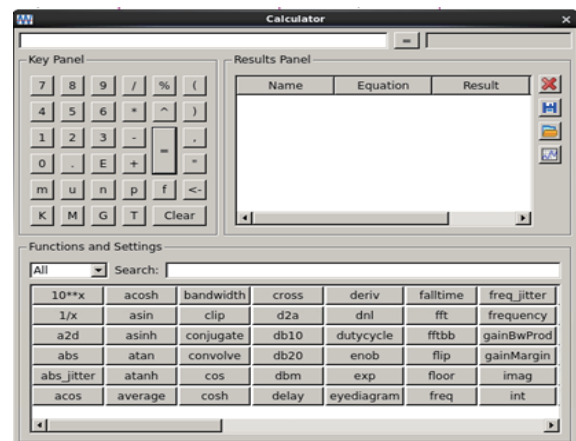 Calculator ×
=
Key Panel
7 8 9 / % (
4 5 6 * ^ )
1 2 3 - = ,
0 . E + "
m u n p f <-
K M G T Clear
Results Panel
Name Equation Result
Functions and Settings
All Search:
10**x acosh bandwidth cross deriv falltime freq_jitter
1/x asin clip d2a dnl fft frequency
a2d asinh conjugate db10 dutycycle fftbb gainBwProd
abs atan convolve db20 enob flip gainMargin
abs_jitter atanh cos dbm exp floor imag
acos average cosh delay eyediagram freq int